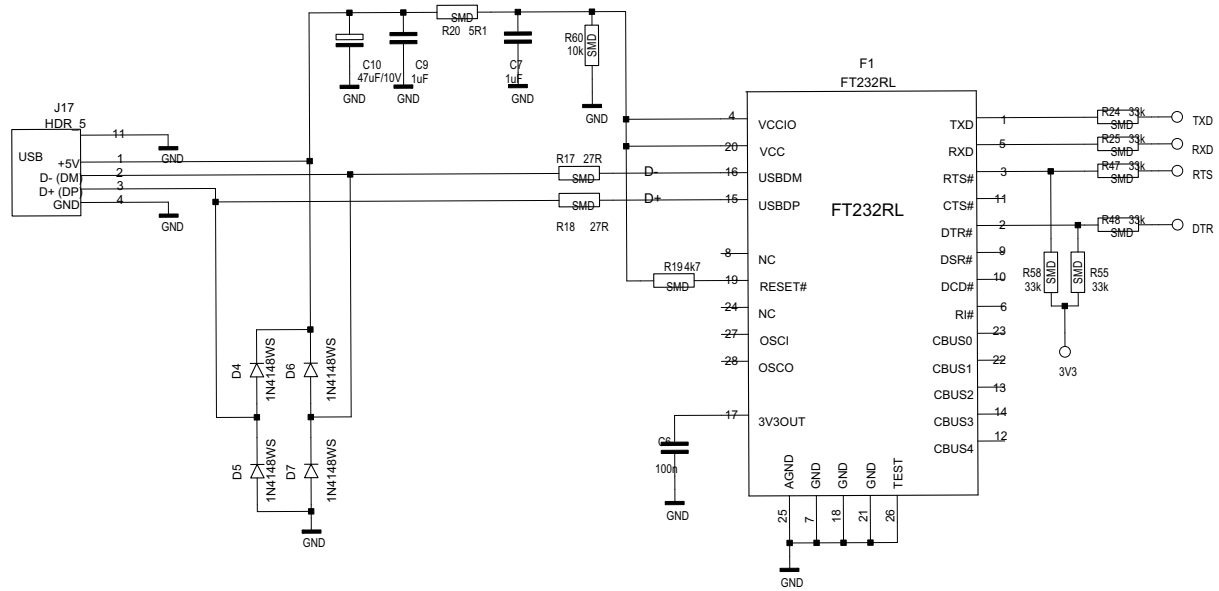 SMD
R20 5R1
R60
10k
SMD
C10
47uF/10V
C9
1uF
C7
1uF
GND
GND
GND
GND
F1
FT232RL
J17
HDR_5
USB
11
GND
+5V
1
D- (DM)
2
D+ (DP)
3
GND
4
GND
R17 27R
SMD
D-
SMD
D+
R18 27R
R19 4k7
SMD
4
VCCIO
20
VCC
16
USBDM
15
USBDP
8
NC
19
RESET#
24
NC
27
OSCI
28
OSCO
17
3V3OUT
FT232RL
TXD
1
RXD
5
RTS#
3
CTS#
11
DTR#
2
DSR#
9
DCD#
10
RI#
6
CBUS0
23
CBUS1
22
CBUS2
13
CBUS3
14
CBUS4
12
R24 33k
SMD
TXD
R25 33k
SMD
RXD
R47 33k
SMD
RTS
R48 33k
SMD
DTR
R58
33k
SMD
SMD
R55
33k
3V3
D4
1N4148WS
D6
1N4148WS
D5
1N4148WS
D7
1N4148WS
GND
C6
100n
GND
AGND
GND
GND
GND
TEST
25
7
18
21
26
GND